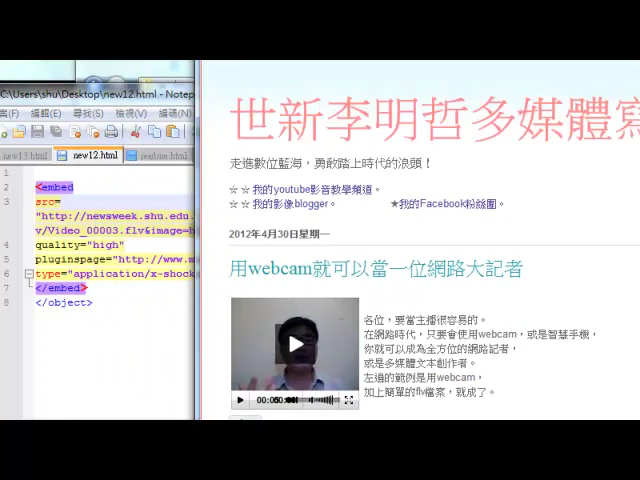 C:\Users\shu\Desktop\new12.html - Notep
案(F) 編輯(E) 尋找(S) 檢視(V) 編碼(N)
new13.html new12.html readme.html
1
2 <embed
3 src=
"http://newsweek.shu.edu.
v/Video_00003.flv&image=h
4 quality="high"
5 pluginspage="http://www.m
6 type="application/x-shock
7 </embed>
8 </object>
世新李明哲多媒體寫
走進數位藍海，勇敢踏上時代的浪頭！
☆☆我的youtube影音教學頻道。
☆☆我的影像blogger。 ★我的Facebook粉絲團。
2012年4月30日星期一
用webcam就可以當一位網路大記者
各位，要當主播很容易的。
在網路時代，只要會使用webcam，或是智慧手機，
你就可以成為全方位的網路記者，
或是多媒體文本創作者。
左邊的範例是用webcam，
加上簡單的flv檔案，就成了。